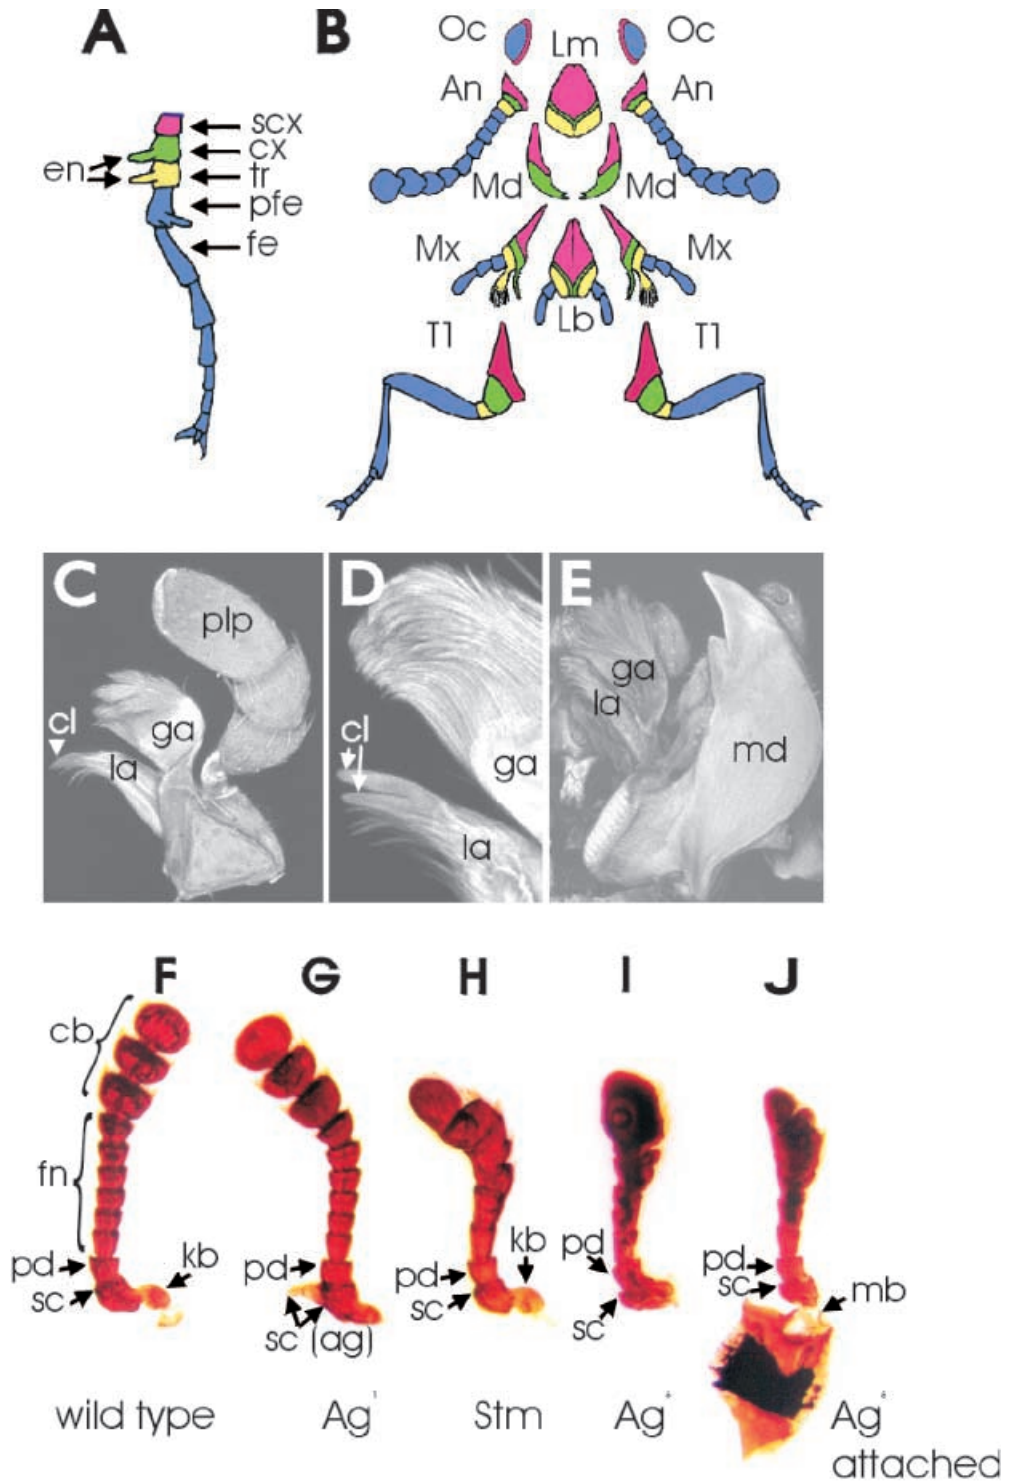 A
scx
cx
en
tr
pfe
fe
B
Oc
Lm
Oc
An
An
Md
Md
Mx
Mx
Lb
T1
T1
C
plp
cl
ga
la
D
cl
ga
la
E
ga
la
md
F
G
H
I
J
cb
fn
pd
kb
sc
pd
sc (ag)
kb
pd
sc
pd
sc
pd
sc
mb
wild type
Ag
Stm
Ag
Ag
attached